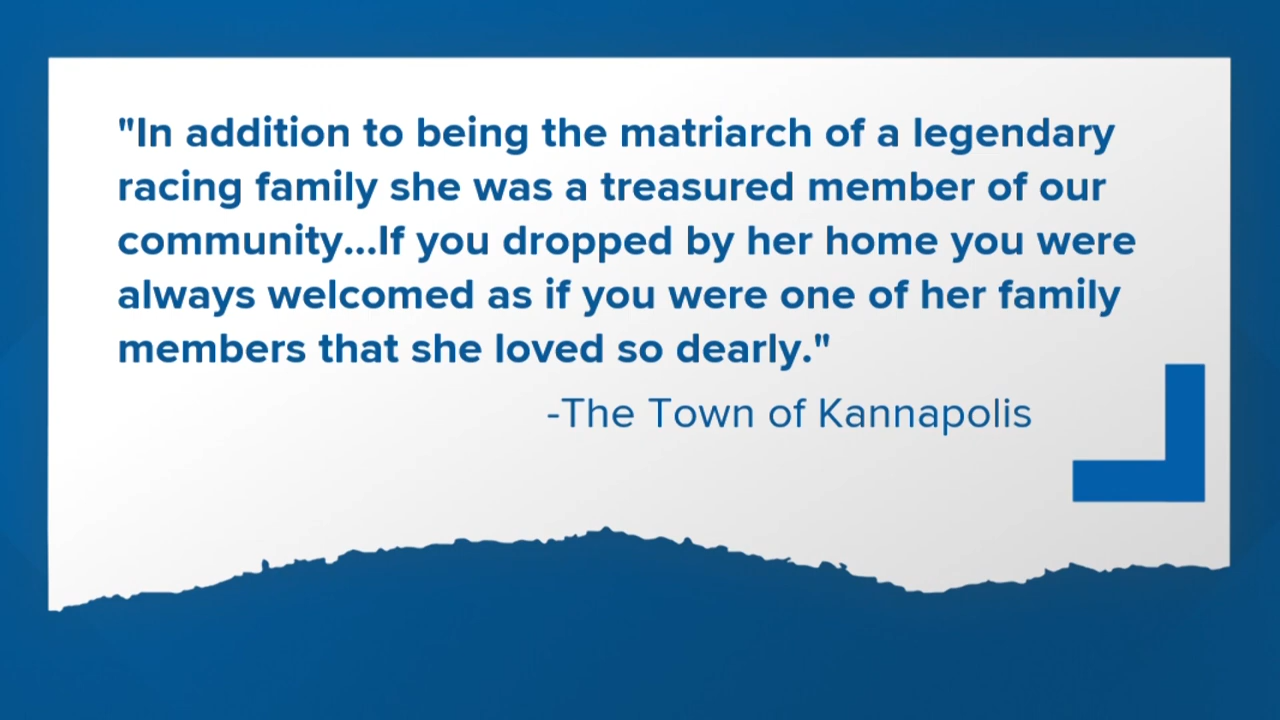 "In addition to being the matriarch of a legendary
racing family she was a treasured member of our
community...If you dropped by her home you were
always welcomed as if you were one of her family
members that she loved so dearly."
-The Town of Kannapolis